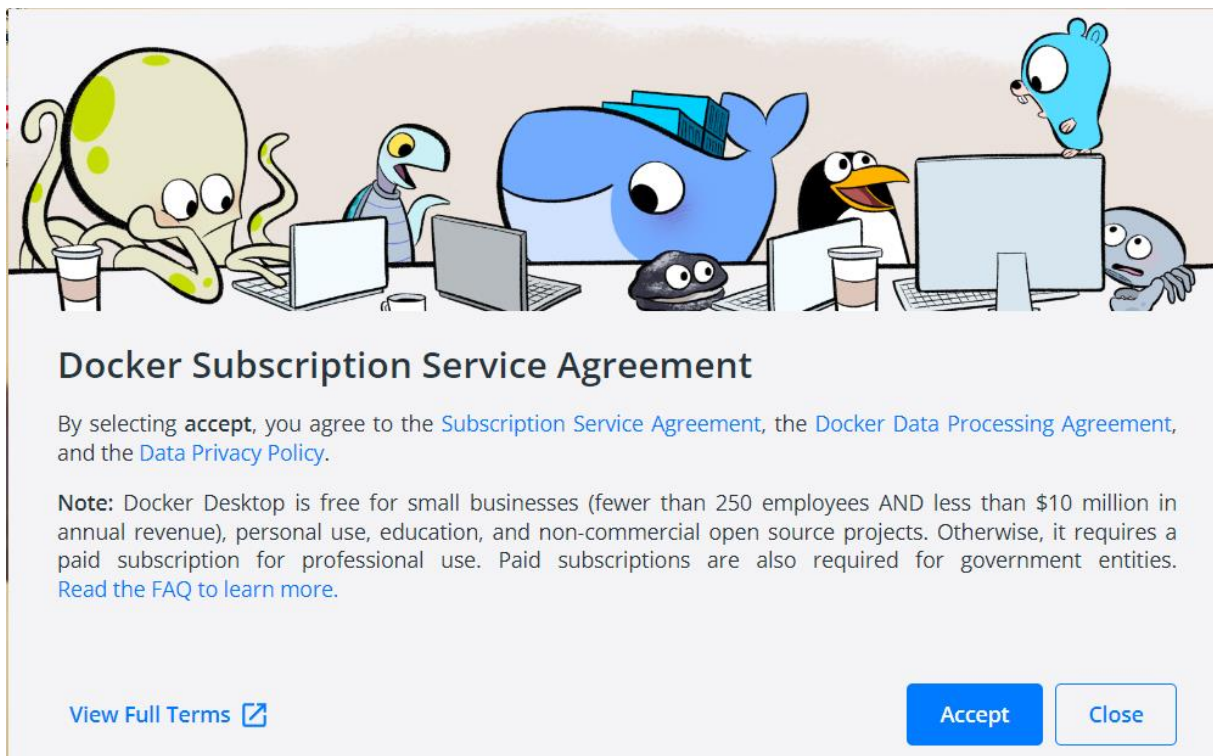 Docker Subscription Service Agreement
By selecting accept, you agree to the Subscription Service Agreement, the Docker Data Processing Agreement,
and the Data Privacy Policy.
Note: Docker Desktop is free for small businesses (fewer than 250 employees AND less than $10 million in
annual revenue), personal use, education, and non-commercial open source projects. Otherwise, it requires a
paid subscription for professional use. Paid subscriptions are also required for government entities.
Read the FAQ to learn more.
View Full Terms
Accept
Close